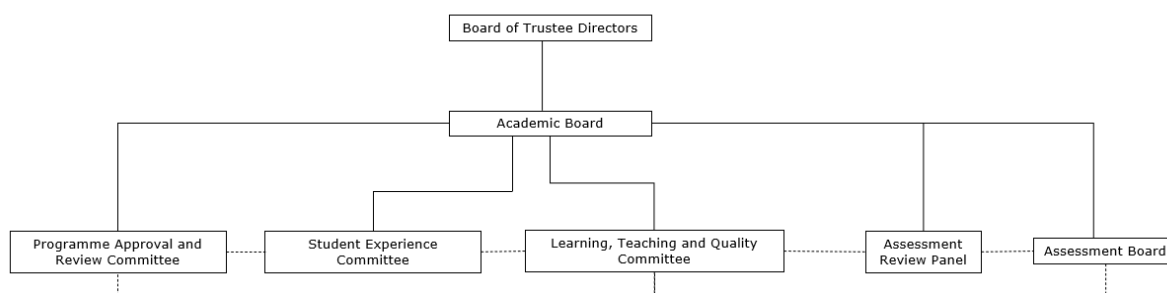 Board of Trustee Directors
Academic Board
Programme Approval and
Review Committee
Student Experience
Committee
Learning, Teaching and Quality
Committee
Assessment
Review Panel
Assessment Board